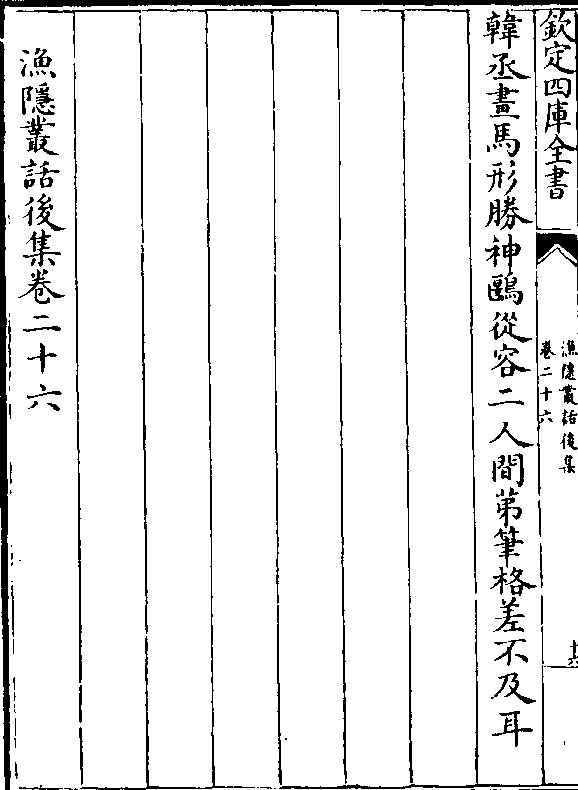 欽定四庫全書
漁隱叢話後集
卷二十六
韓丞畫馬形勝神鷗從容二人間苐筆格差不及耳
漁隱叢話後集卷二十六